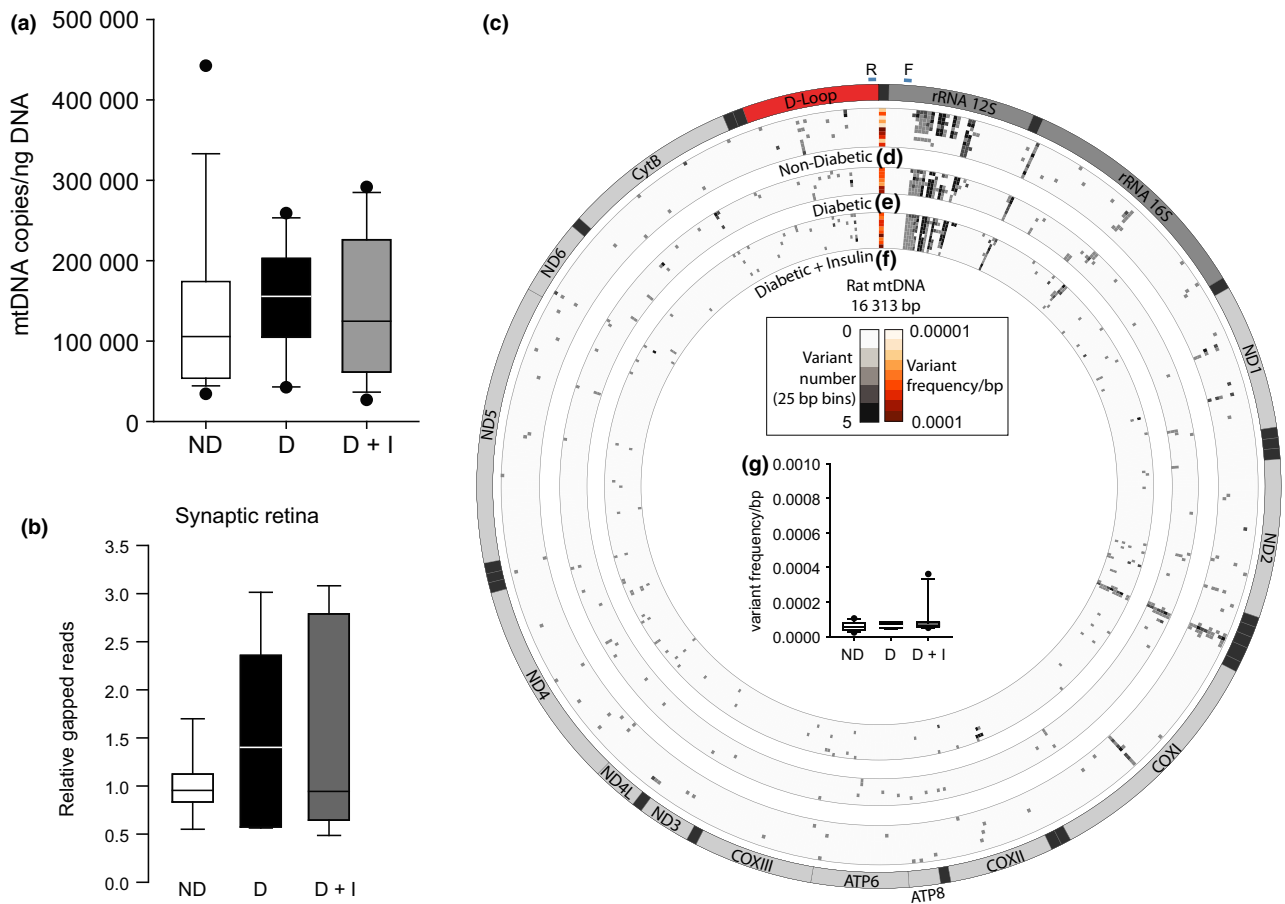 (a)
500 000
400 000
300 000
200 000
100 000
0
mtDNA copies/ng DNA
ND
D
D + I
(b)
Synaptic retina
3.5
3.0
2.5
2.0
1.5
1.0
0.5
0.0
Relative gapped reads
ND
D
D + I
(c)
R
F
D-Loop
rRNA 12S
rRNA 16S
ND1
ND2
COXI
COXII
ATP8
ATP6
COXIII
ND3
ND4L
ND4
ND5
ND6
CytB
Non-Diabetic (d)
Diabetic (e)
Diabetic + Insulin (f)
Rat mtDNA
16 313 bp
0
Variant
number
(25 bp bins)
5
0.00001
Variant
frequency/bp
0.0001
(g)
0.0010
0.0008
0.0006
0.0004
0.0002
0.0000
variant frequency/bp
ND
D
D + I